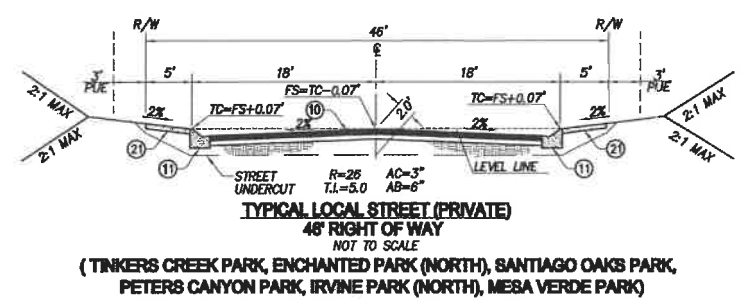 R/W 46' R/W
℄
3' PUE 5' 18' 18' 5' 3' PUE
2:1 MAX 2:1 MAX
FS=TC-0.07'
TC=FS+0.07' 10 2.0' TC=FS+0.07'
2% 2% 2% 2%
2:1 MAX 21 21 2:1 MAX
11 LEVEL LINE 11
STREET R=26 AC=3"
UNDERCUT T.I.=5.0 AB=6"
TYPICAL LOCAL STREET (PRIVATE)
46' RIGHT OF WAY
NOT TO SCALE
( TINKERS CREEK PARK, ENCHANTED PARK (NORTH), SANTIAGO OAKS PARK,
PETERS CANYON PARK, IRVINE PARK (NORTH), MESA VERDE PARK)